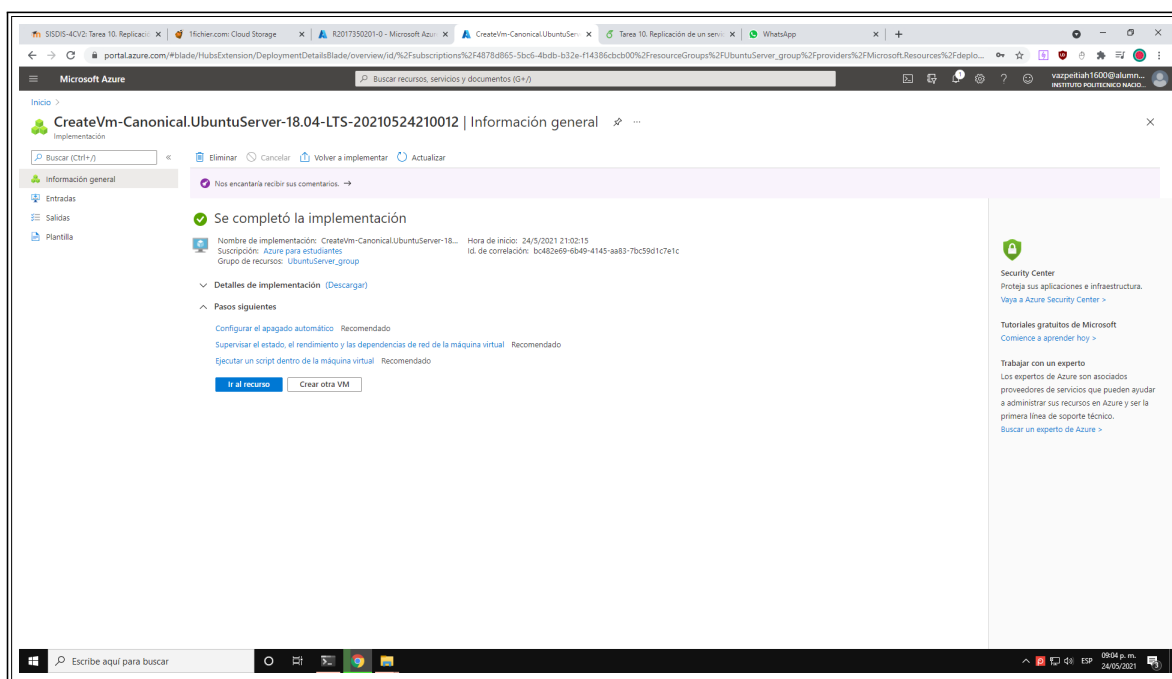 SISDIS-4CV2: Tarea 10. Replicació
1fichier.com: Cloud Storage
R2017350201-0 - Microsoft Azur
CreateVm-Canonical.UbuntuServ
Tarea 10. Replicación de un servi
WhatsApp
portal.azure.com/#blade/HubsExtension/DeploymentDetailsBlade/overview/id/%2Fsubscriptions%2F4878d865-5bc6-4bdb-b32e-f14386cbcb00%2FresourceGroups%2FUbuntuServer_group%2Fproviders%2FMicrosoft.Resources%2Fdeplo...
Microsoft Azure
Buscar recursos, servicios y documentos (G+/)
1
vazpeitiah1600@alumn...
INSTITUTO POLITECNICO NACIO...
Inicio >
CreateVm-Canonical.UbuntuServer-18.04-LTS-20210524210012 | Información general
Implementación
Buscar (Ctrl+/)
Eliminar Cancelar Volver a implementar Actualizar
Información general
Entradas
Salidas
Plantilla
Nos encantaría recibir sus comentarios. →
Se completó la implementación
Nombre de implementación: CreateVm-Canonical.UbuntuServer-18... Hora de inicio: 24/5/2021 21:02:15
Suscripción: Azure para estudiantes Id. de correlación: bc482e69-6b49-4145-aa83-7bc59d1c7e1c
Grupo de recursos: UbuntuServer_group
Detalles de implementación (Descargar)
Pasos siguientes
Configurar el apagado automático Recomendado
Supervisar el estado, el rendimiento y las dependencias de red de la máquina virtual Recomendado
Ejecutar un script dentro de la máquina virtual Recomendado
Ir al recurso Crear otra VM
Security Center
Proteja sus aplicaciones e infraestructura.
Vaya a Azure Security Center >
Tutoriales gratuitos de Microsoft
Comience a aprender hoy >
Trabajar con un experto
Los expertos de Azure son asociados
proveedores de servicios que pueden ayudar
a administrar sus recursos en Azure y ser la
primera línea de soporte técnico.
Buscar un experto de Azure >
Escribe aquí para buscar
ESP
09:04 p. m.
24/05/2021
3